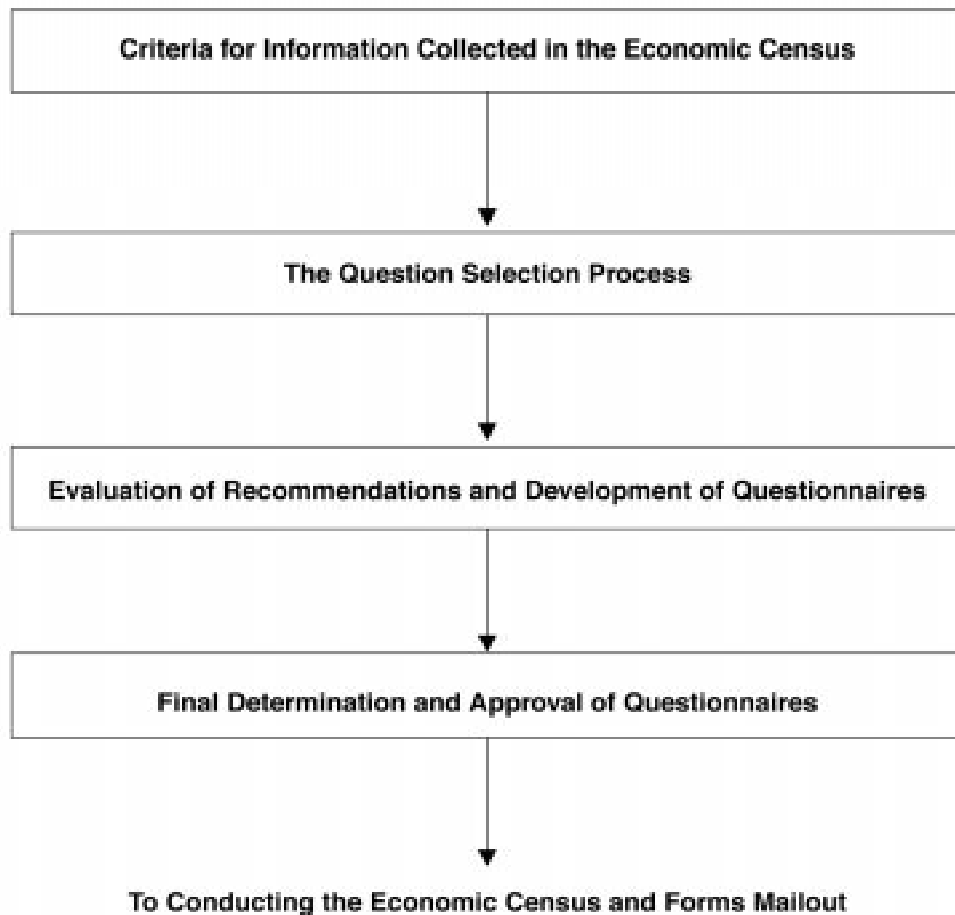 Criteria for Information Collected in the Economic Census
The Question Selection Process
Evaluation of Recommendations and Development of Questionnaires
Final Determination and Approval of Questionnaires
To Conducting the Economic Census and Forms Mailout